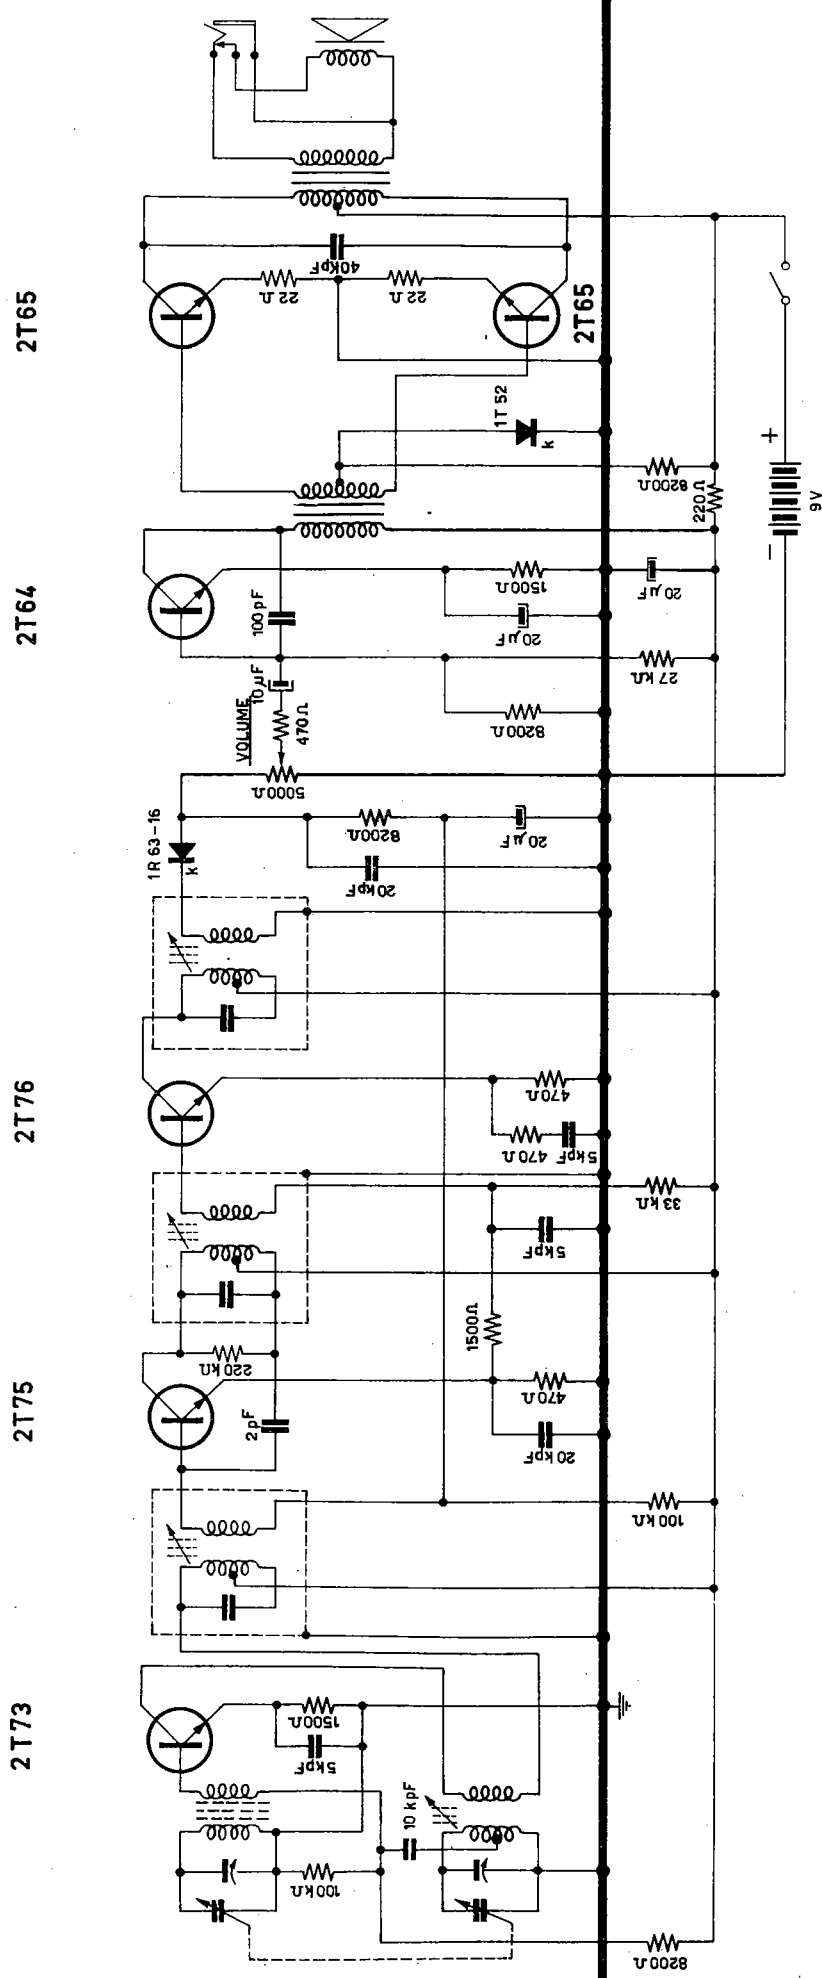 2T65
40KpF
22Ω
22Ω
2T65
1T52
k
8200Ω
220Ω
+
−
9V
2T64
100pF
1500Ω
20µF
20µF
10µF
27kΩ
8200Ω
470Ω
VOLUME
5000Ω
8200Ω
20µF
1R63-16
k
20kpF
2T76
470Ω
470Ω
5kpF
33kΩ
5kpF
1500Ω
2T75
220kΩ
2pF
470Ω
20kpF
100kΩ
2T73
1500Ω
5kpF
10kpF
100kΩ
8200Ω